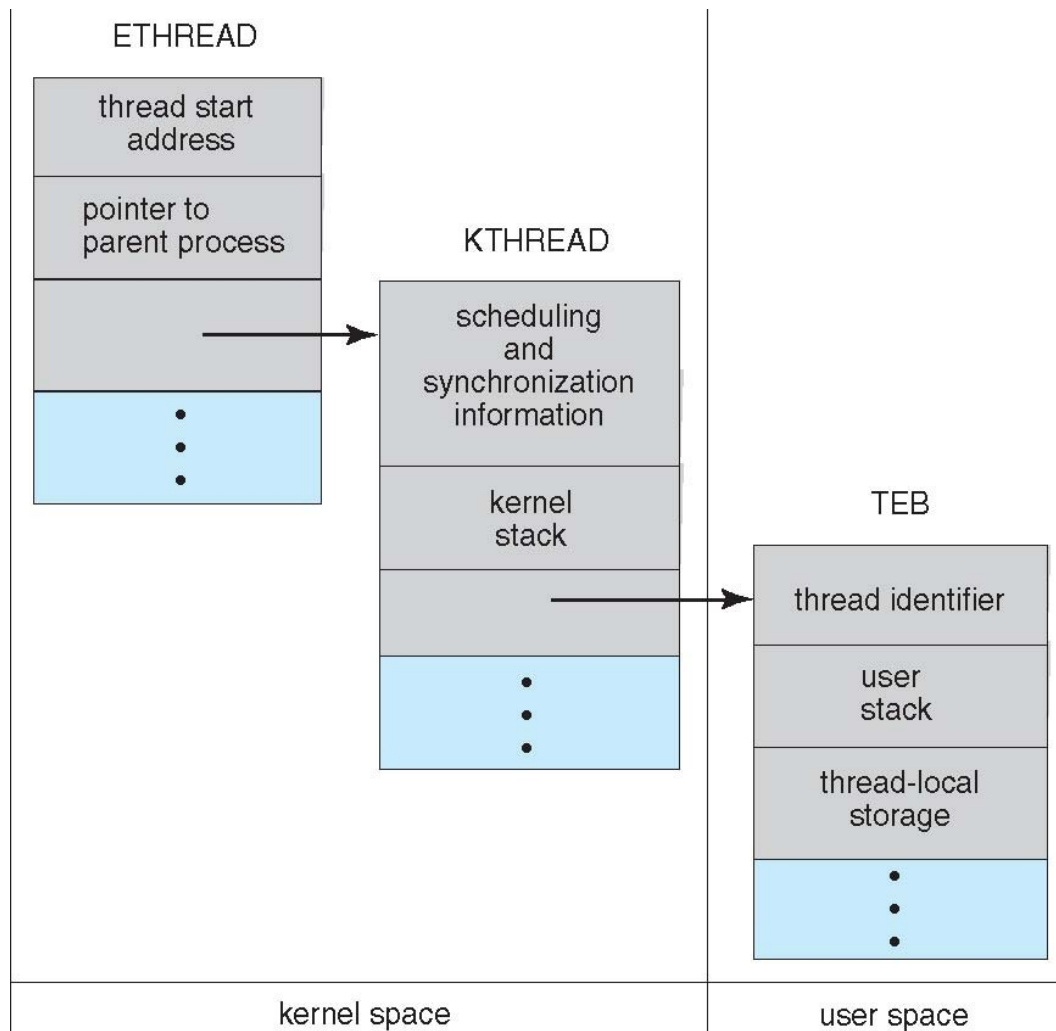 ETHREAD
thread start
address
pointer to
parent process
KTHREAD
scheduling
and
synchronization
information
kernel
stack
TEB
thread identifier
user
stack
thread-local
storage
kernel space
user space